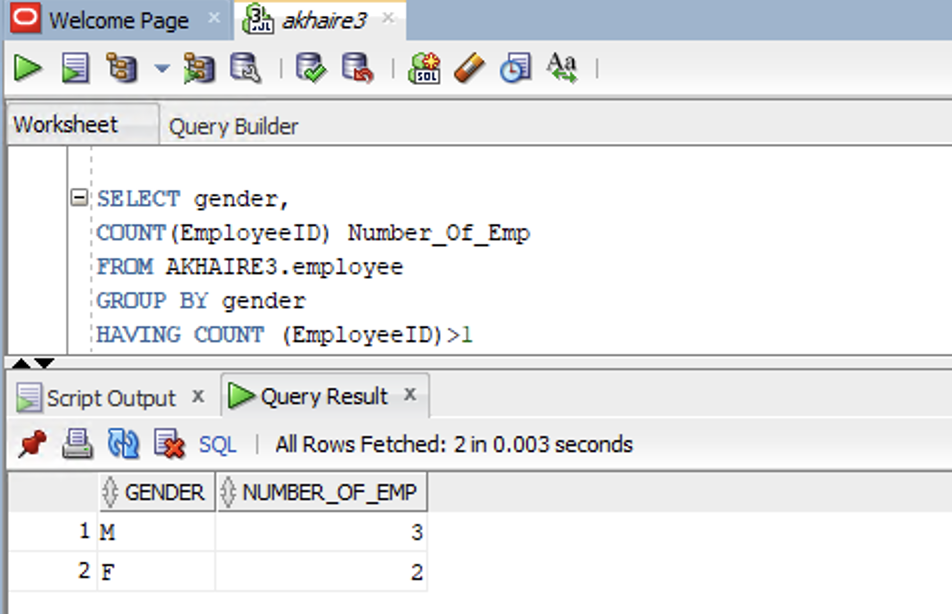 Welcome Page
akhaire3
SQL
Aa
Worksheet
Query Builder
SELECT gender,
COUNT(EmployeeID) Number_Of_Emp
FROM AKHAIRE3.employee
GROUP BY gender
HAVING COUNT (EmployeeID)>1
Script Output x
Query Result x
SQL | All Rows Fetched: 2 in 0.003 seconds
GENDER NUMBER_OF_EMP
1 M 3
2 F 2